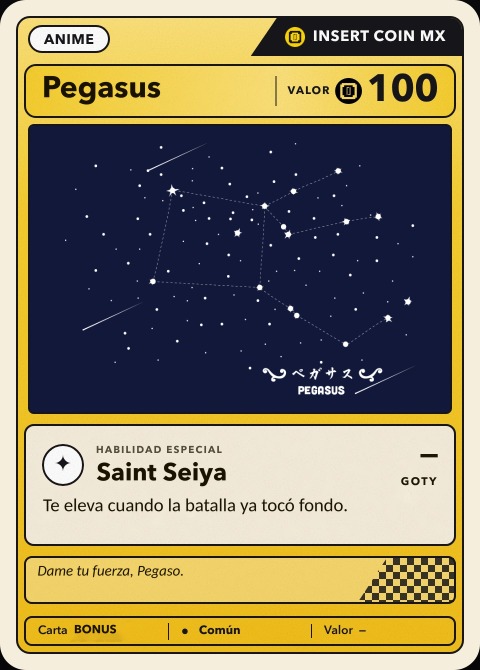 ANIME
INSERT COIN MX
Pegasus
VALOR 100
ペガサス
PEGASUS
HABILIDAD ESPECIAL
Saint Seiya
—
GOTY
Te eleva cuando la batalla ya tocó fondo.
Dame tu fuerza, Pegaso.
Carta BONUS
• Común
Valor –